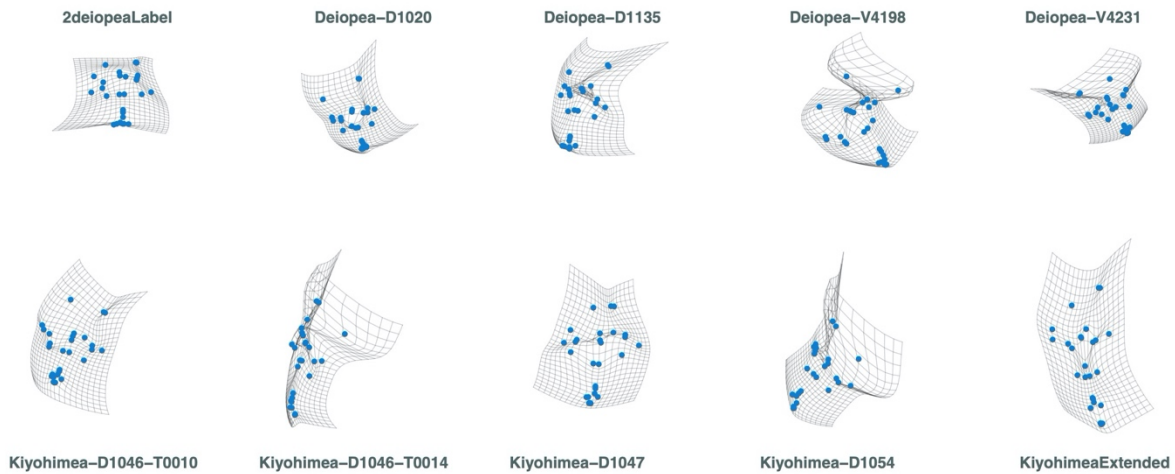 2deiopeaLabel
Deiopea−D1020
Deiopea−D1135
Deiopea−V4198
Deiopea−V4231
Kiyohimea−D1046−T0010
Kiyohimea−D1046−T0014
Kiyohimea−D1047
Kiyohimea−D1054
KiyohimeaExtended